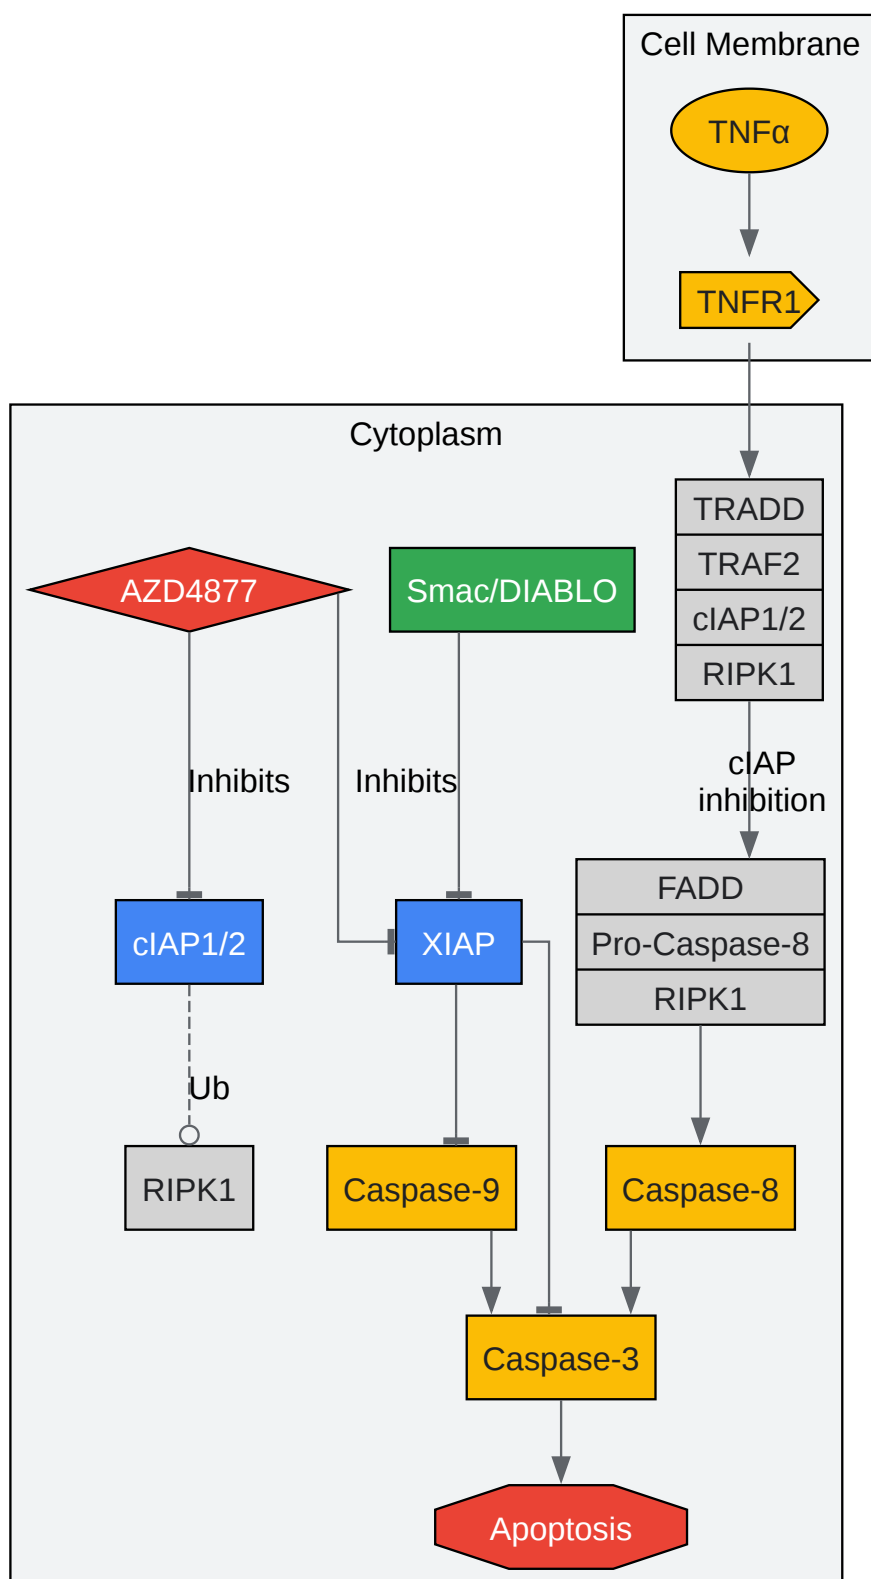 Cell Membrane
TNFα
TNFR1
Cytoplasm
TRADD
TRAF2
cIAP1/2
RIPK1
AZD4877
Smac/DIABLO
Inhibits
Inhibits
cIAP
inhibition
cIAP1/2
XIAP
FADD
Pro-Caspase-8
RIPK1
Ub
RIPK1
Caspase-9
Caspase-8
Caspase-3
Apoptosis